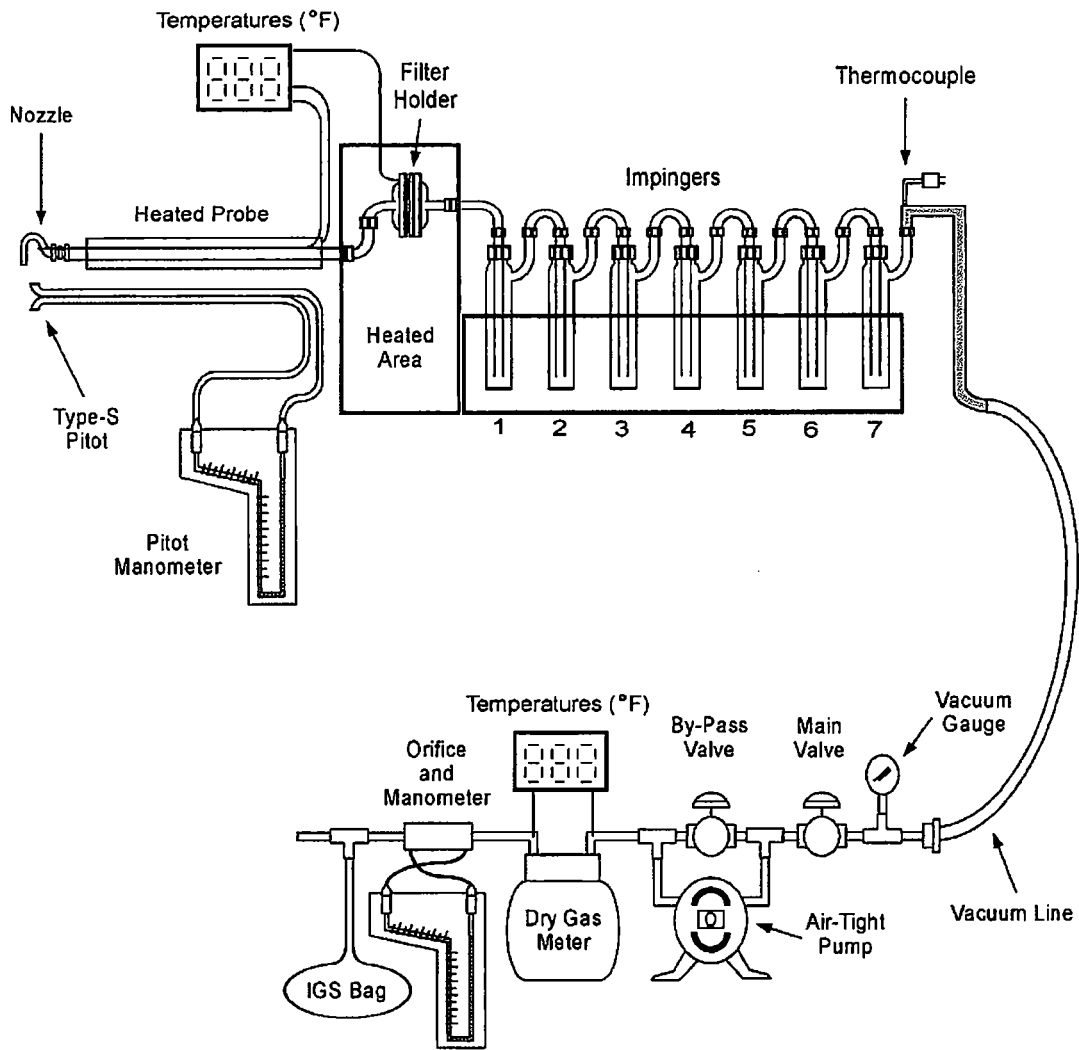 Temperatures (°F)
Nozzle
Filter
Holder
Thermocouple
Heated Probe
Impingers
Heated
Area
Type-S
Pitot
1 2 3 4 5 6 7
Pitot
Manometer
Temperatures (°F)
Orifice
and
Manometer
By-Pass
Valve
Main
Valve
Vacuum
Gauge
Dry Gas
Meter
Air-Tight
Pump
Vacuum Line
IGS Bag